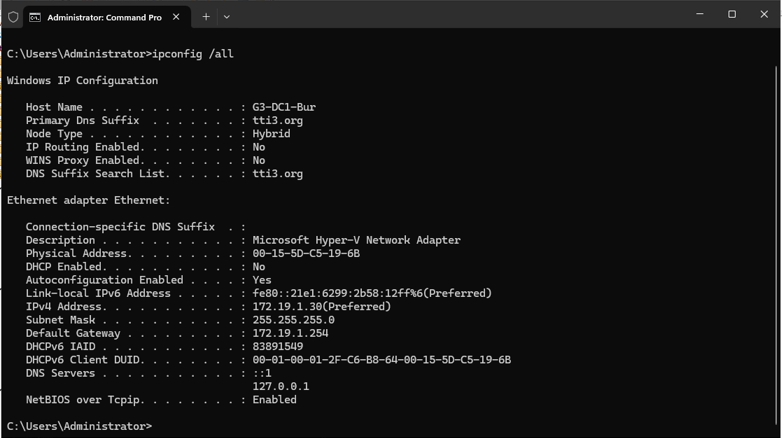 Administrator: Command Pro
C:\Users\Administrator>ipconfig /all
Windows IP Configuration
Host Name . . . . . . . . . . . . : G3-DC1-Bur
Primary Dns Suffix  . . . . . . . : tti3.org
Node Type . . . . . . . . . . . . : Hybrid
IP Routing Enabled. . . . . . . . : No
WINS Proxy Enabled. . . . . . . . : No
DNS Suffix Search List. . . . . . : tti3.org
Ethernet adapter Ethernet:
Connection-specific DNS Suffix  . :
Description . . . . . . . . . . . : Microsoft Hyper-V Network Adapter
Physical Address. . . . . . . . . : 00-15-5D-C5-19-6B
DHCP Enabled. . . . . . . . . . . : No
Autoconfiguration Enabled . . . . : Yes
Link-local IPv6 Address . . . . . : fe80::21e1:6299:2b58:12ff%6(Preferred)
IPv4 Address. . . . . . . . . . . : 172.19.1.30(Preferred)
Subnet Mask . . . . . . . . . . . : 255.255.255.0
Default Gateway . . . . . . . . . : 172.19.1.254
DHCPv6 IAID . . . . . . . . . . . : 83891549
DHCPv6 Client DUID. . . . . . . . : 00-01-00-01-2F-C6-B8-64-00-15-5D-C5-19-6B
DNS Servers . . . . . . . . . . . : ::1
127.0.0.1
NetBIOS over Tcpip. . . . . . . . : Enabled
C:\Users\Administrator>